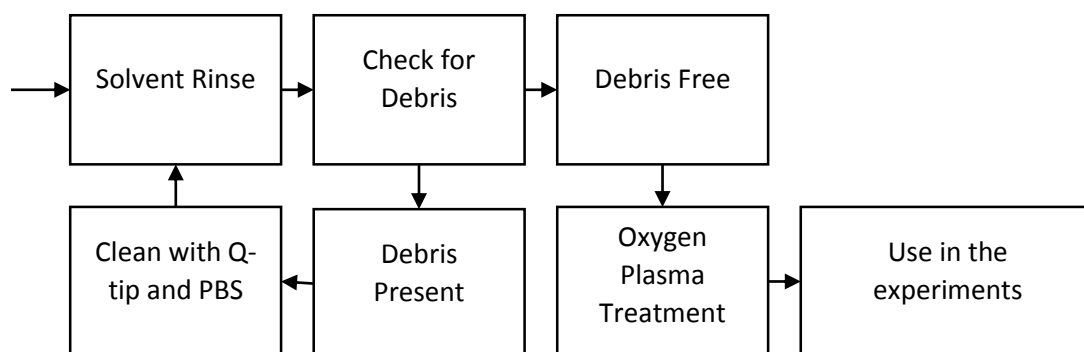 Solvent Rinse
Check for
Debris
Debris Free
Clean with Q-
tip and PBS
Debris
Present
Oxygen
Plasma
Treatment
Use in the
experiments